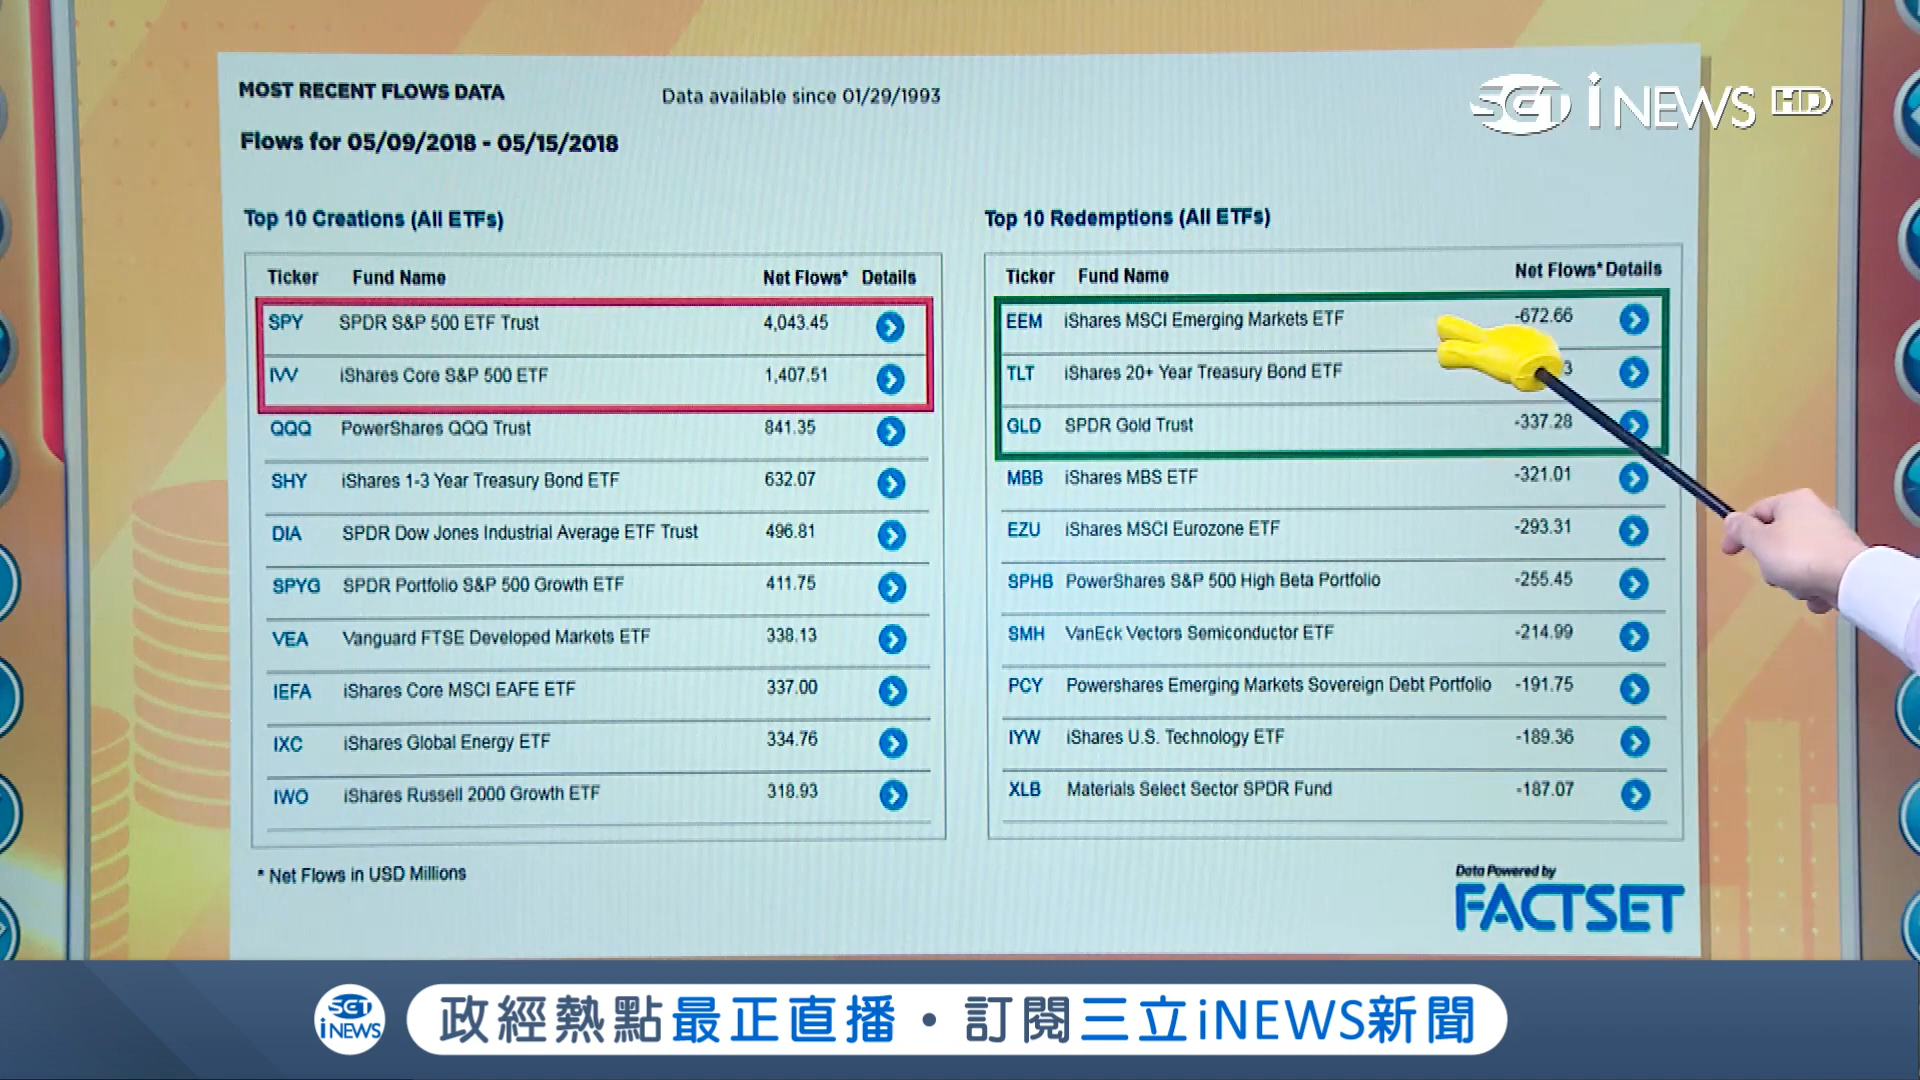 MOST RECENT FLOWS DATA
Data available since 01/29/1993
SET iNEWS HD
Flows for 05/09/2018 - 05/15/2018
Top 10 Creations (All ETFs)
Ticker Fund Name Net Flows* Details
SPY SPDR S&P 500 ETF Trust 4,043.45
IVV iShares Core S&P 500 ETF 1,407.51
QQQ PowerShares QQQ Trust 841.35
SHY iShares 1-3 Year Treasury Bond ETF 632.07
DIA SPDR Dow Jones Industrial Average ETF Trust 496.81
SPYG SPDR Portfolio S&P 500 Growth ETF 411.75
VEA Vanguard FTSE Developed Markets ETF 338.13
IEFA iShares Core MSCI EAFE ETF 337.00
IXC iShares Global Energy ETF 334.76
IWO iShares Russell 2000 Growth ETF 318.93
* Net Flows in USD Millions
Top 10 Redemptions (All ETFs)
Ticker Fund Name Net Flows* Details
EEM iShares MSCI Emerging Markets ETF -672.66
TLT iShares 20+ Year Treasury Bond ETF
GLD SPDR Gold Trust -337.28
MBB iShares MBS ETF -321.01
EZU iShares MSCI Eurozone ETF -293.31
SPHB PowerShares S&P 500 High Beta Portfolio -255.45
SMH VanEck Vectors Semiconductor ETF -214.99
PCY Powershares Emerging Markets Sovereign Debt Portfolio -191.75
IYW iShares U.S. Technology ETF -189.36
XLB Materials Select Sector SPDR Fund -187.07
Data Powered by
FACTSET
SET
iNEWS
政經熱點最正直播・訂閱三立iNEWS新聞